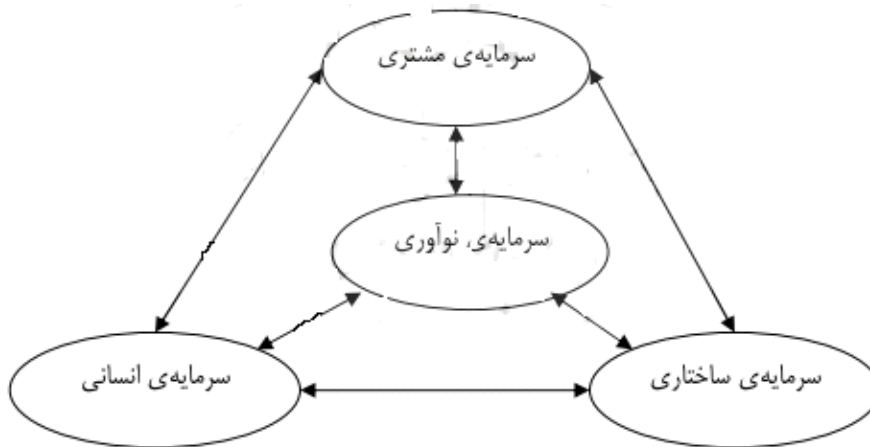 سرمایه‌ی مشتری
سرمایه‌ی نوآوری
سرمایه‌ی ساختاری
سرمایه‌ی انسانی